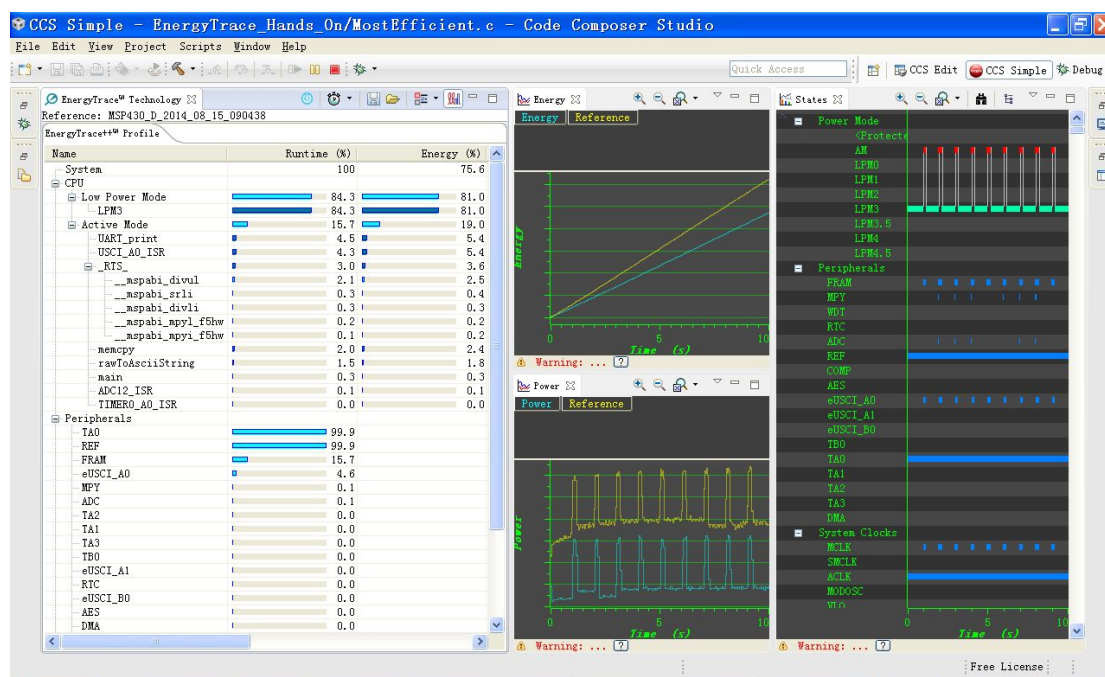 CCS Simple - EnergyTrace_Hands_On/MostEfficient.c - Code Composer Studio
File Edit View Project Scripts Window Help
Quick Access
CCS Edit
CCS Simple
Debug
EnergyTrace™ Technology
Reference: MSP430_D_2014_08_15_090438
EnergyTrace++™ Profile
Name Runtime (%) Energy (%)
System 100 75.6
CPU
Low Power Mode 84.3 81.0
LPM3 84.3 81.0
Active Mode 15.7 19.0
UART_print 4.5 5.4
USCI_A0_ISR 4.3 5.4
_RTS_ 3.0 3.6
__mspabi_divul 2.1 2.5
__mspabi_srli 0.3 0.4
__mspabi_divli 0.3 0.3
__mspabi_mpyl_f5hw 0.2 0.2
__mspabi_mpyi_f5hw 0.1 0.2
memcpy 2.0 2.4
rawToAsciiString 1.5 1.8
main 0.3 0.3
ADC12_ISR 0.1 0.1
TIMER0_A0_ISR 0.0 0.0
Peripherals
TA0 99.9
REF 99.9
FRAM 15.7
eUSCI_A0 4.6
MPY 0.1
ADC 0.1
TA2 0.0
TA1 0.0
TA3 0.0
TB0 0.0
eUSCI_A1 0.0
RTC 0.0
eUSCI_B0 0.0
AES 0.0
DMA 0.0
Energy
Energy Reference
Energy
0 5 10
Time (s)
Warning: ... ?
Power
Power Reference
Power
0 5 10
Time (s)
Warning: ... ?
States
Power Mode
<Protecte
AM
LPM0
LPM1
LPM2
LPM3
LPM3.5
LPM4
LPM4.5
Peripherals
FRAM
MPY
WDT
RTC
ADC
REF
COMP
AES
eUSCI_A0
eUSCI_A1
eUSCI_B0
TB0
TA0
TA1
TA2
TA3
DMA
System Clocks
MCLK
SMCLK
ACLK
MODOSC
VLO
0 5 10
Time (s)
Warning: ... ?
Free License